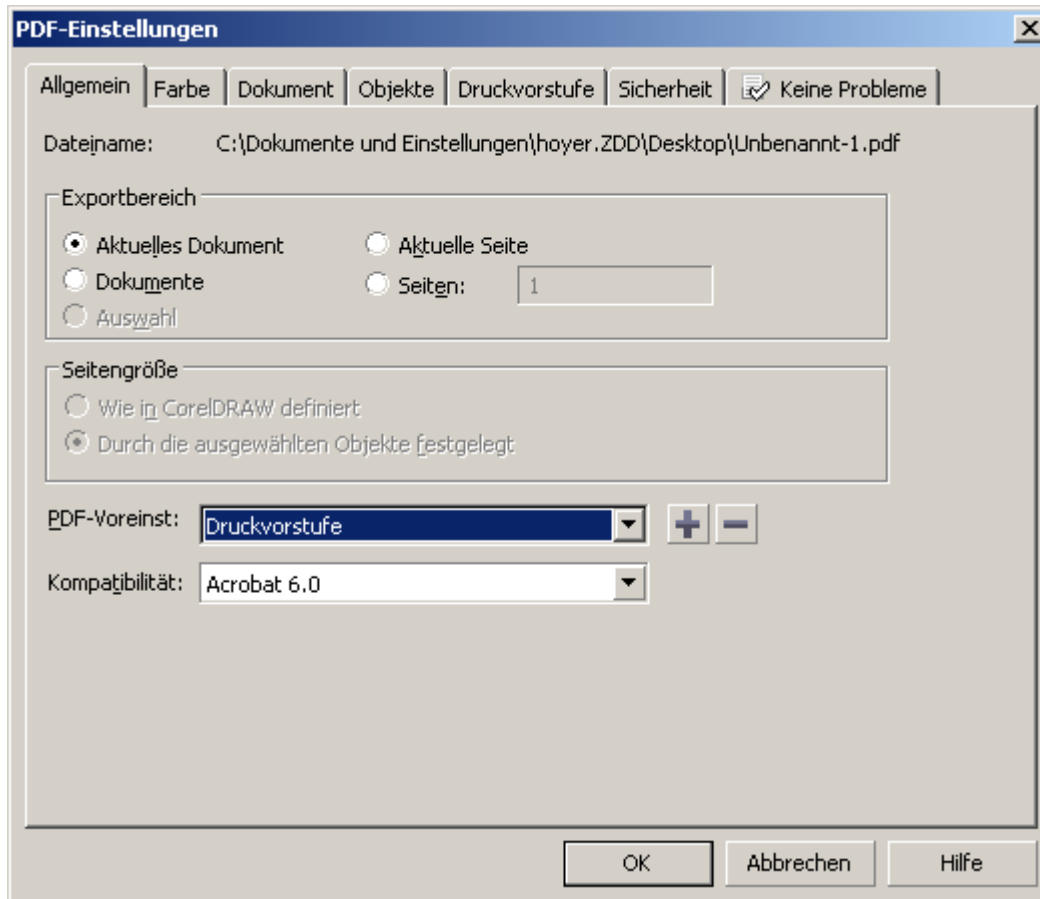 PDF-Einstellungen
Allgemein Farbe Dokument Objekte Druckvorstufe Sicherheit Keine Probleme
Dateiname: C:\Dokumente und Einstellungen\hoyer.ZDD\Desktop\Unbenannt-1.pdf
Exportbereich
Aktuelles Dokument Aktuelle Seite
Dokumente Seiten: 1
Auswahl
Seitengröße
Wie in CorelDRAW definiert
Durch die ausgewählten Objekte festgelegt
PDF-Voreinst: Druckvorstufe
Kompatibilität: Acrobat 6.0
OK Abbrechen Hilfe